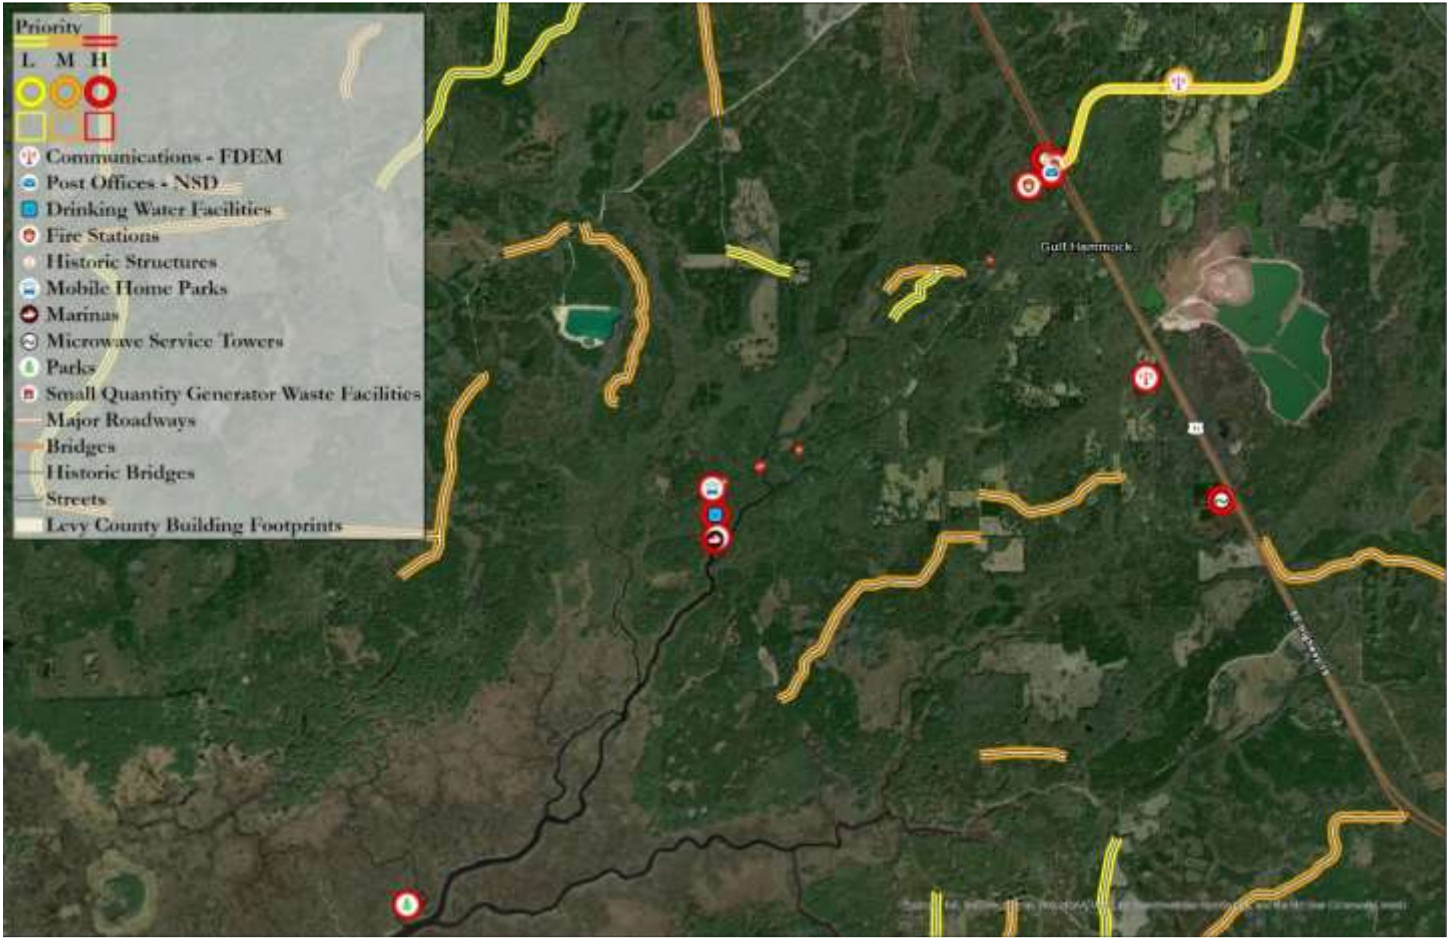 Priority
L M H
Communications - FDEM
Post Offices - NSD
Drinking Water Facilities
Fire Stations
Historic Structures
Mobile Home Parks
Marinas
Microwave Service Towers
Parks
Small Quantity Generator Waste Facilities
Major Roadways
Bridges
Historic Bridges
Streets
Levy County Building Footprints
Gulf Hammock